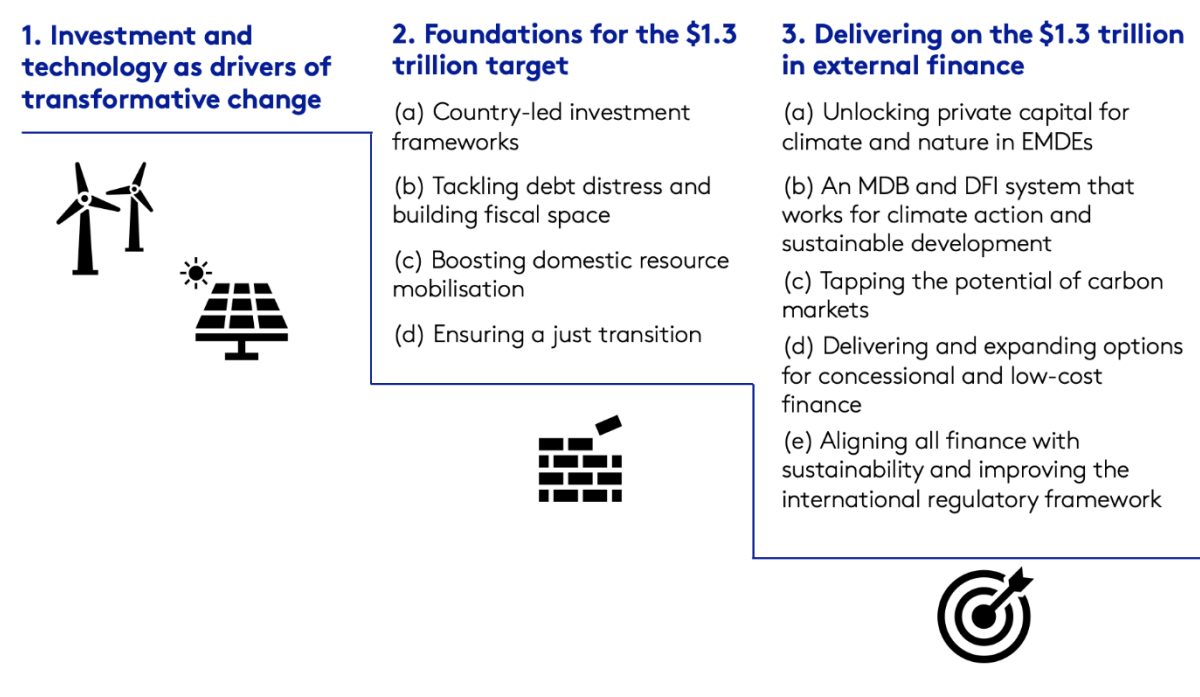 1. Investment and
technology as drivers of
transformative change
2. Foundations for the $1.3
trillion target
(a) Country-led investment
frameworks
(b) Tackling debt distress and
building fiscal space
(c) Boosting domestic resource
mobilisation
(d) Ensuring a just transition
3. Delivering on the $1.3 trillion
in external finance
(a) Unlocking private capital for
climate and nature in EMDEs
(b) An MDB and DFI system that
works for climate action and
sustainable development
(c) Tapping the potential of carbon
markets
(d) Delivering and expanding options
for concessional and low-cost
finance
(e) Aligning all finance with
sustainability and improving the
international regulatory framework